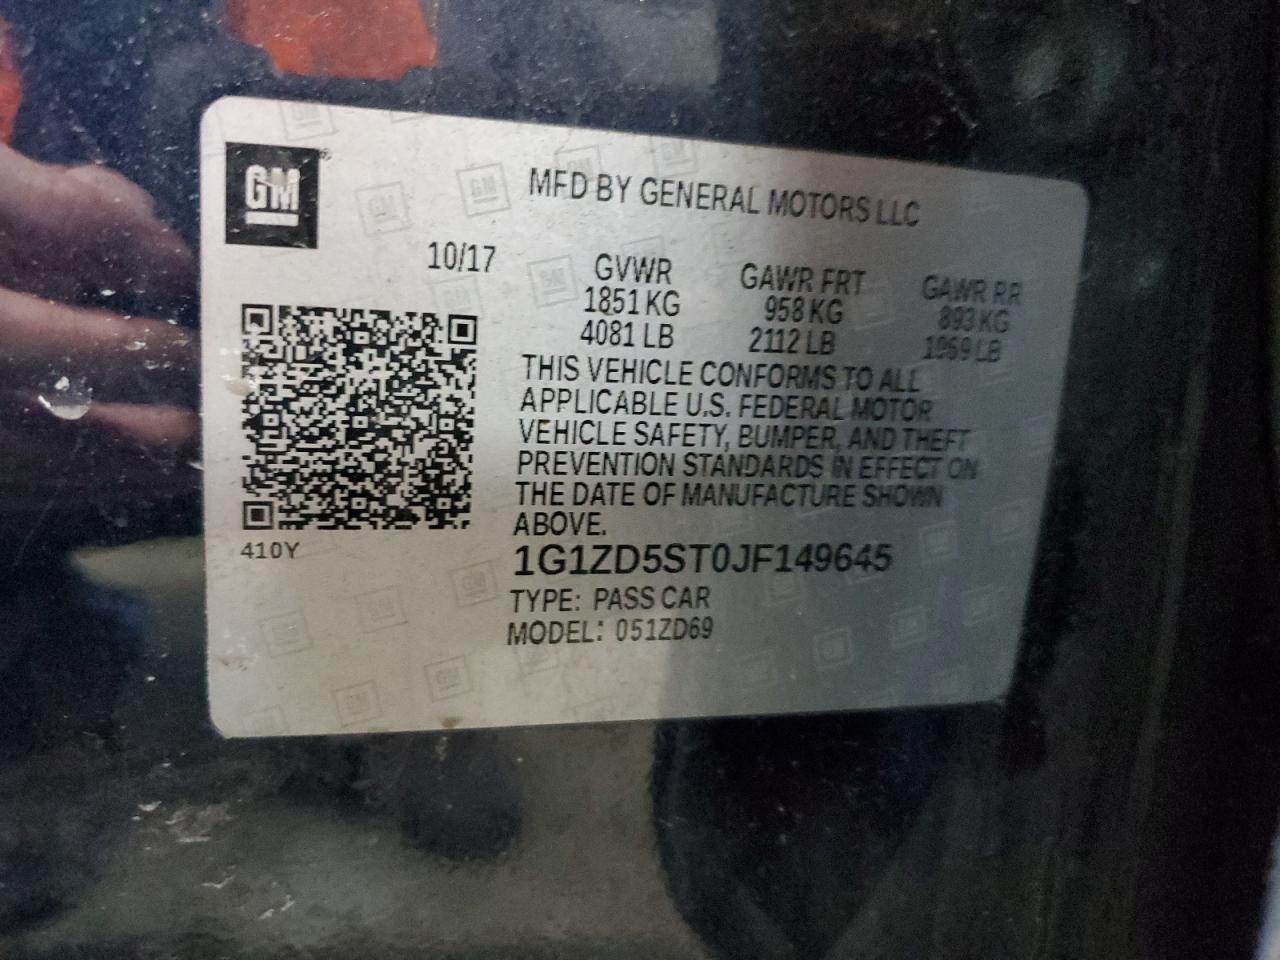 GM
MFD BY GENERAL MOTORS LLC
10/17
GVWR GAWR FRT GAWR RR
1851 KG 958 KG 893 KG
4081 LB 2112 LB 1969 LB
THIS VEHICLE CONFORMS TO ALL
APPLICABLE U.S. FEDERAL MOTOR
VEHICLE SAFETY, BUMPER, AND THEFT
PREVENTION STANDARDS IN EFFECT ON
THE DATE OF MANUFACTURE SHOWN
ABOVE.
410Y
1G1ZD5ST0JF149645
TYPE: PASS CAR
MODEL: 051ZD69